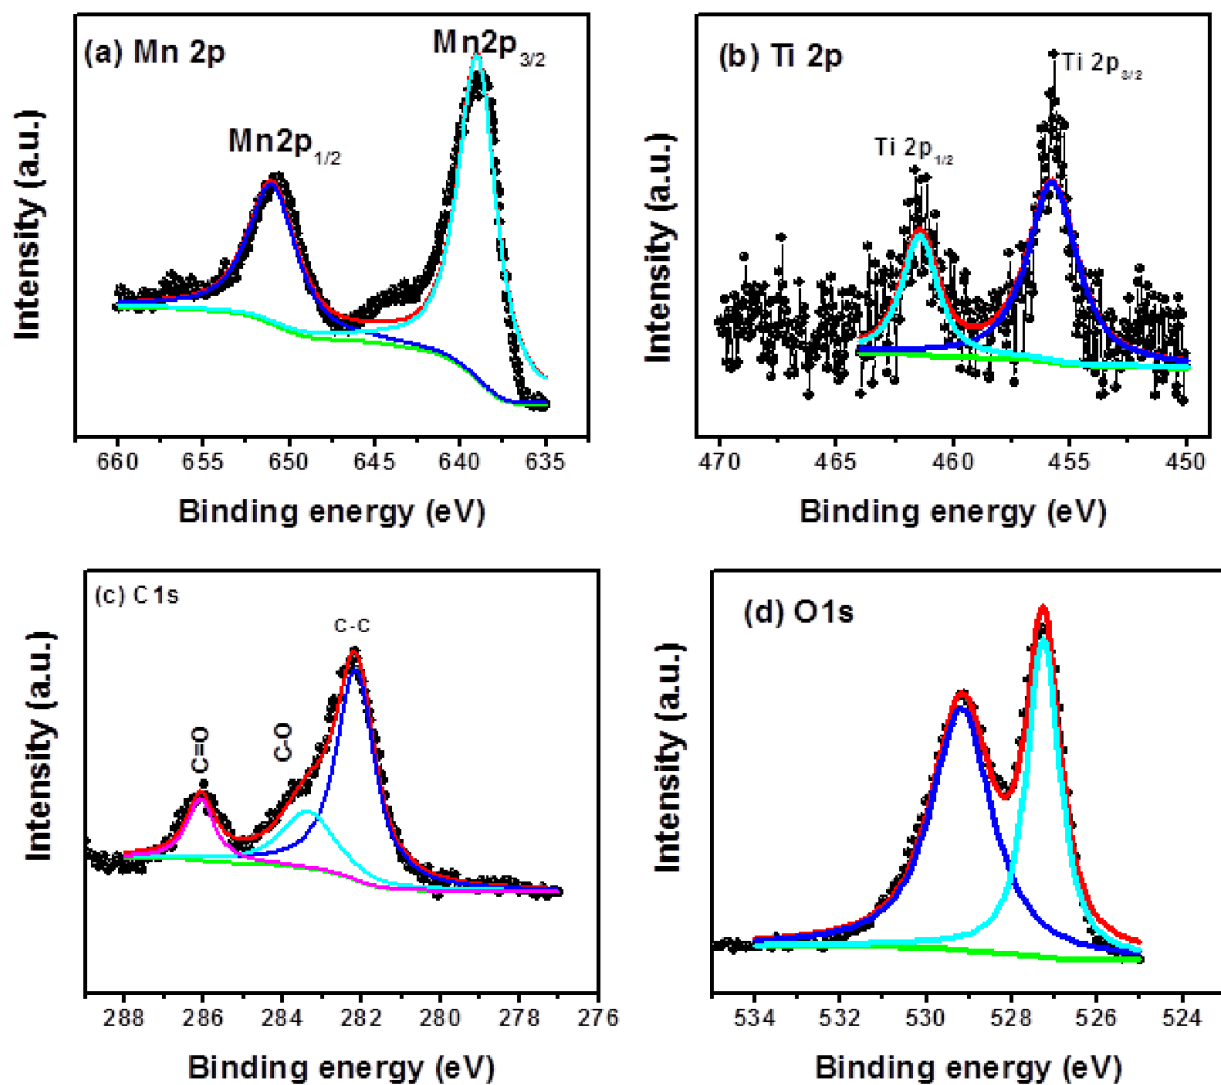 (a) Mn 2p
Mn2p3/2
Mn2p1/2
Intensity (a.u.)
660 655 650 645 640 635
Binding energy (eV)
(b) Ti 2p
Ti 2p3/2
Ti 2p1/2
Intensity (a.u.)
470 465 460 455 450
Binding energy (eV)
(c) C1s
C-C
C-O
C=O
Intensity (a.u.)
288 286 284 282 280 278 276
Binding energy (eV)
(d) O1s
Intensity (a.u.)
534 532 530 528 526 524
Binding energy (eV)